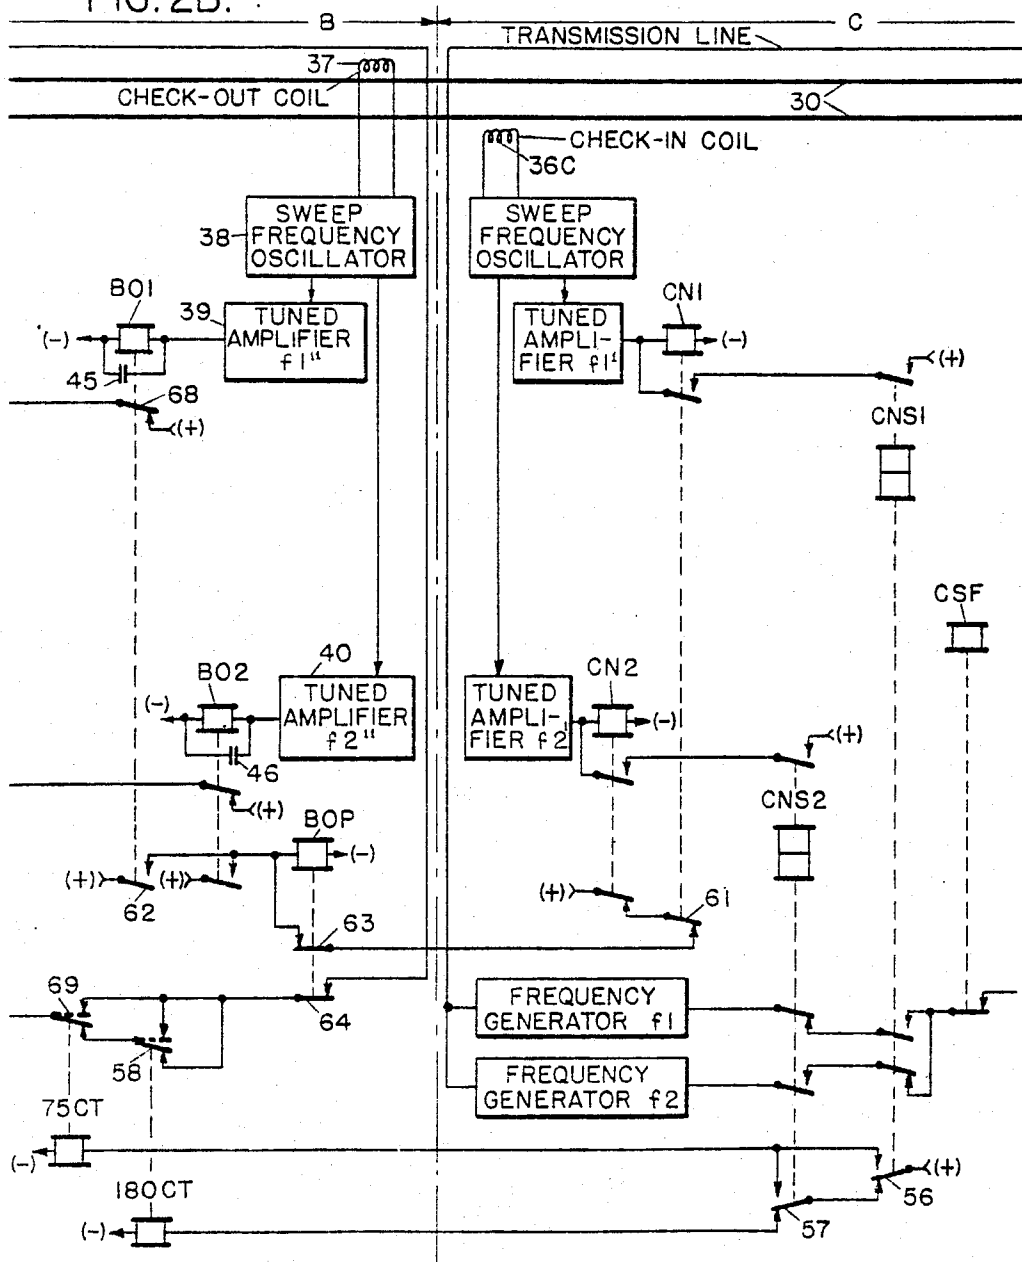 FIG. 2B.
B
C
TRANSMISSION LINE
37
CHECK-OUT COIL
30
CHECK-IN COIL
36C
SWEEP
FREQUENCY
OSCILLATOR
38
SWEEP
FREQUENCY
OSCILLATOR
BO1
39
TUNED
AMPLIFIER
f1"
(-)
45
68
(+)
TUNED
AMPLI-
FIER f1'
CN1
(-)
(+)
CNS1
CSF
BO2
40
TUNED
AMPLIFIER
f2"
(-)
46
(+)
TUNED
AMPLI-
FIER f2'
CN2
(-)
(+)
CNS2
BOP
(-)
(+)
(+)
62
63
(+)
61
69
64
58
FREQUENCY
GENERATOR f1
FREQUENCY
GENERATOR f2
75CT
(-)
(+)
56
180CT
(-)
57